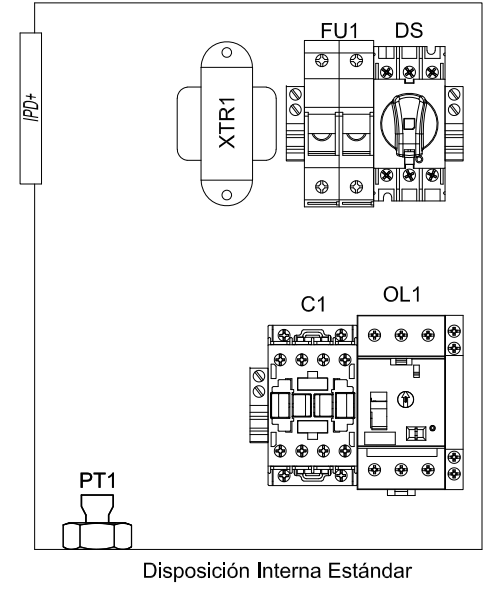 FU1 DS
IPD+
XTR1
C1 OL1
PT1
Disposición Interna Estándar